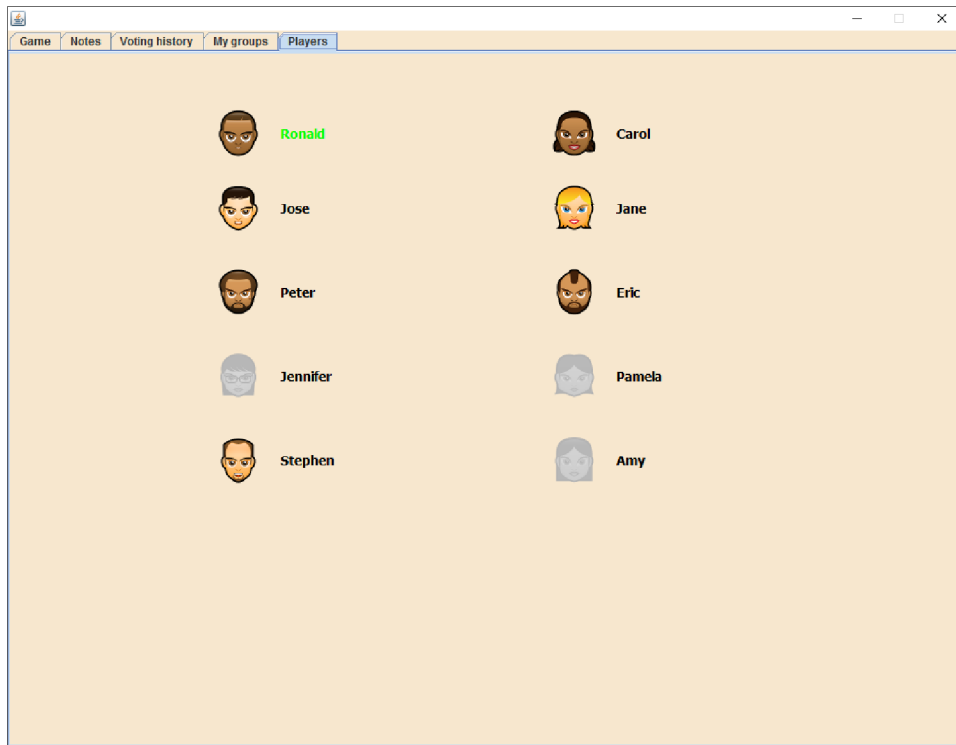 Game Notes Voting history My groups Players
Ronald Carol
Jose Jane
Peter Eric
Jennifer Pamela
Stephen Amy